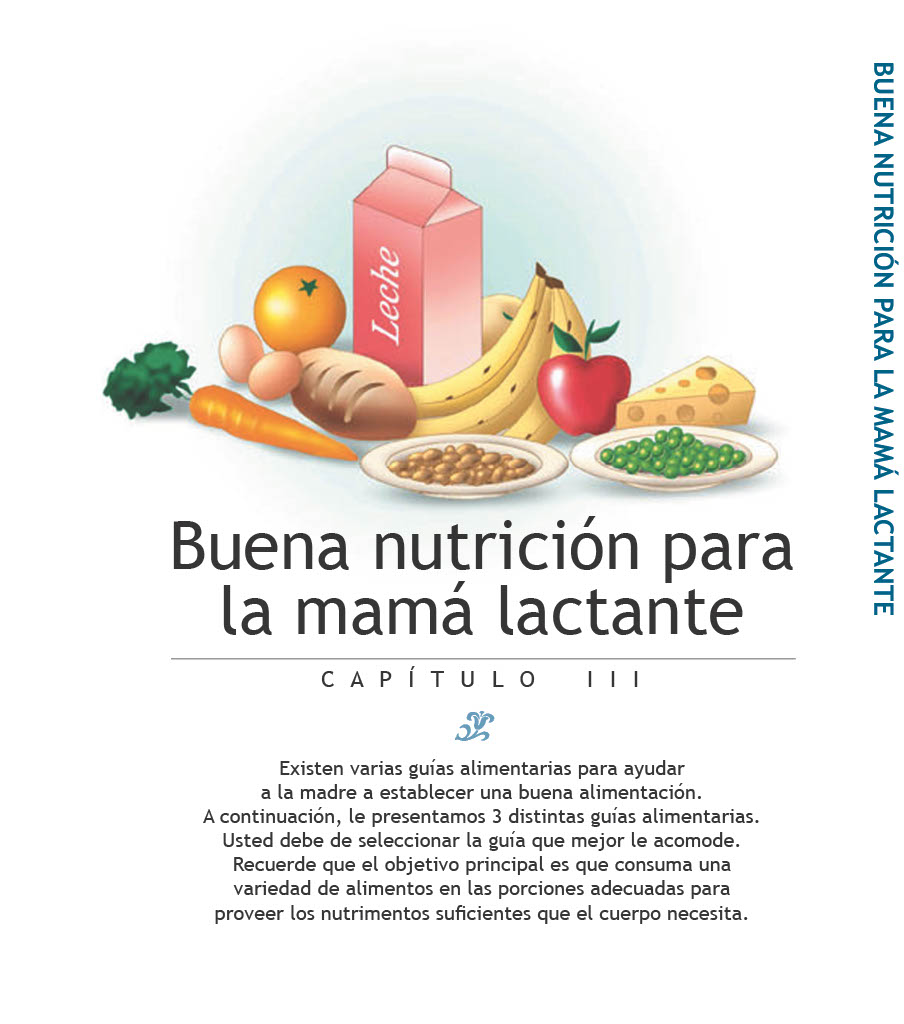 Leche
Buena nutrición para
la mamá lactante
CAPÍTULO III
Existen varias guías alimentarias para ayudar
a la madre a establecer una buena alimentación.
A continuación, le presentamos 3 distintas guías alimentarias.
Usted debe de seleccionar la guía que mejor le acomode.
Recuerde que el objetivo principal es que consuma una
variedad de alimentos en las porciones adecuadas para
proveer los nutrimentos suficientes que el cuerpo necesita.
BUENA NUTRICIÓN PARA LA MAMÁ LACTANTE